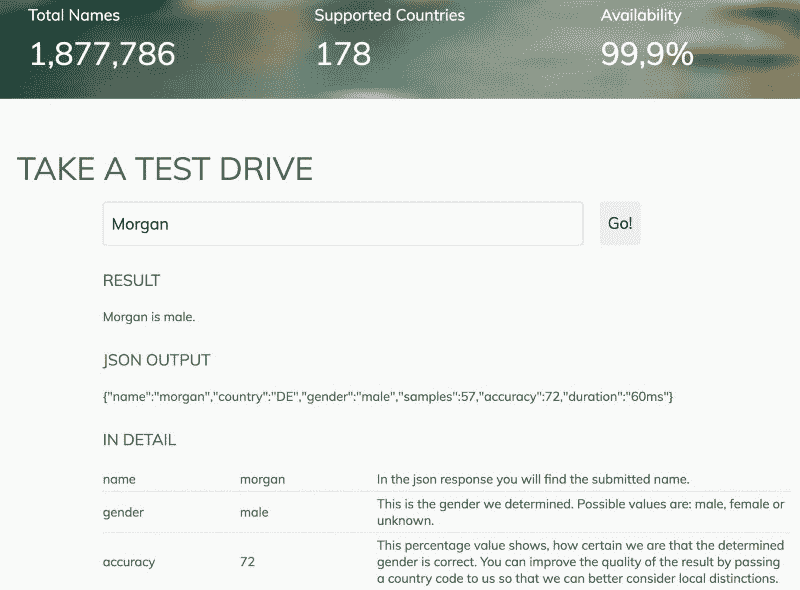 Total Names
Supported Countries
Availability
1,877,786
178
99,9%
TAKE A TEST DRIVE
Morgan
Go!
RESULT
Morgan is male.
JSON OUTPUT
{"name":"morgan","country":"DE","gender":"male","samples":57,"accuracy":72,"duration":"60ms"}
IN DETAIL
name morgan In the json response you will find the submitted name.
gender male This is the gender we determined. Possible values are: male, female or
unknown.
accuracy 72 This percentage value shows, how certain we are that the determined
gender is correct. You can improve the quality of the result by passing
a country code to us so that we can better consider local distinctions.